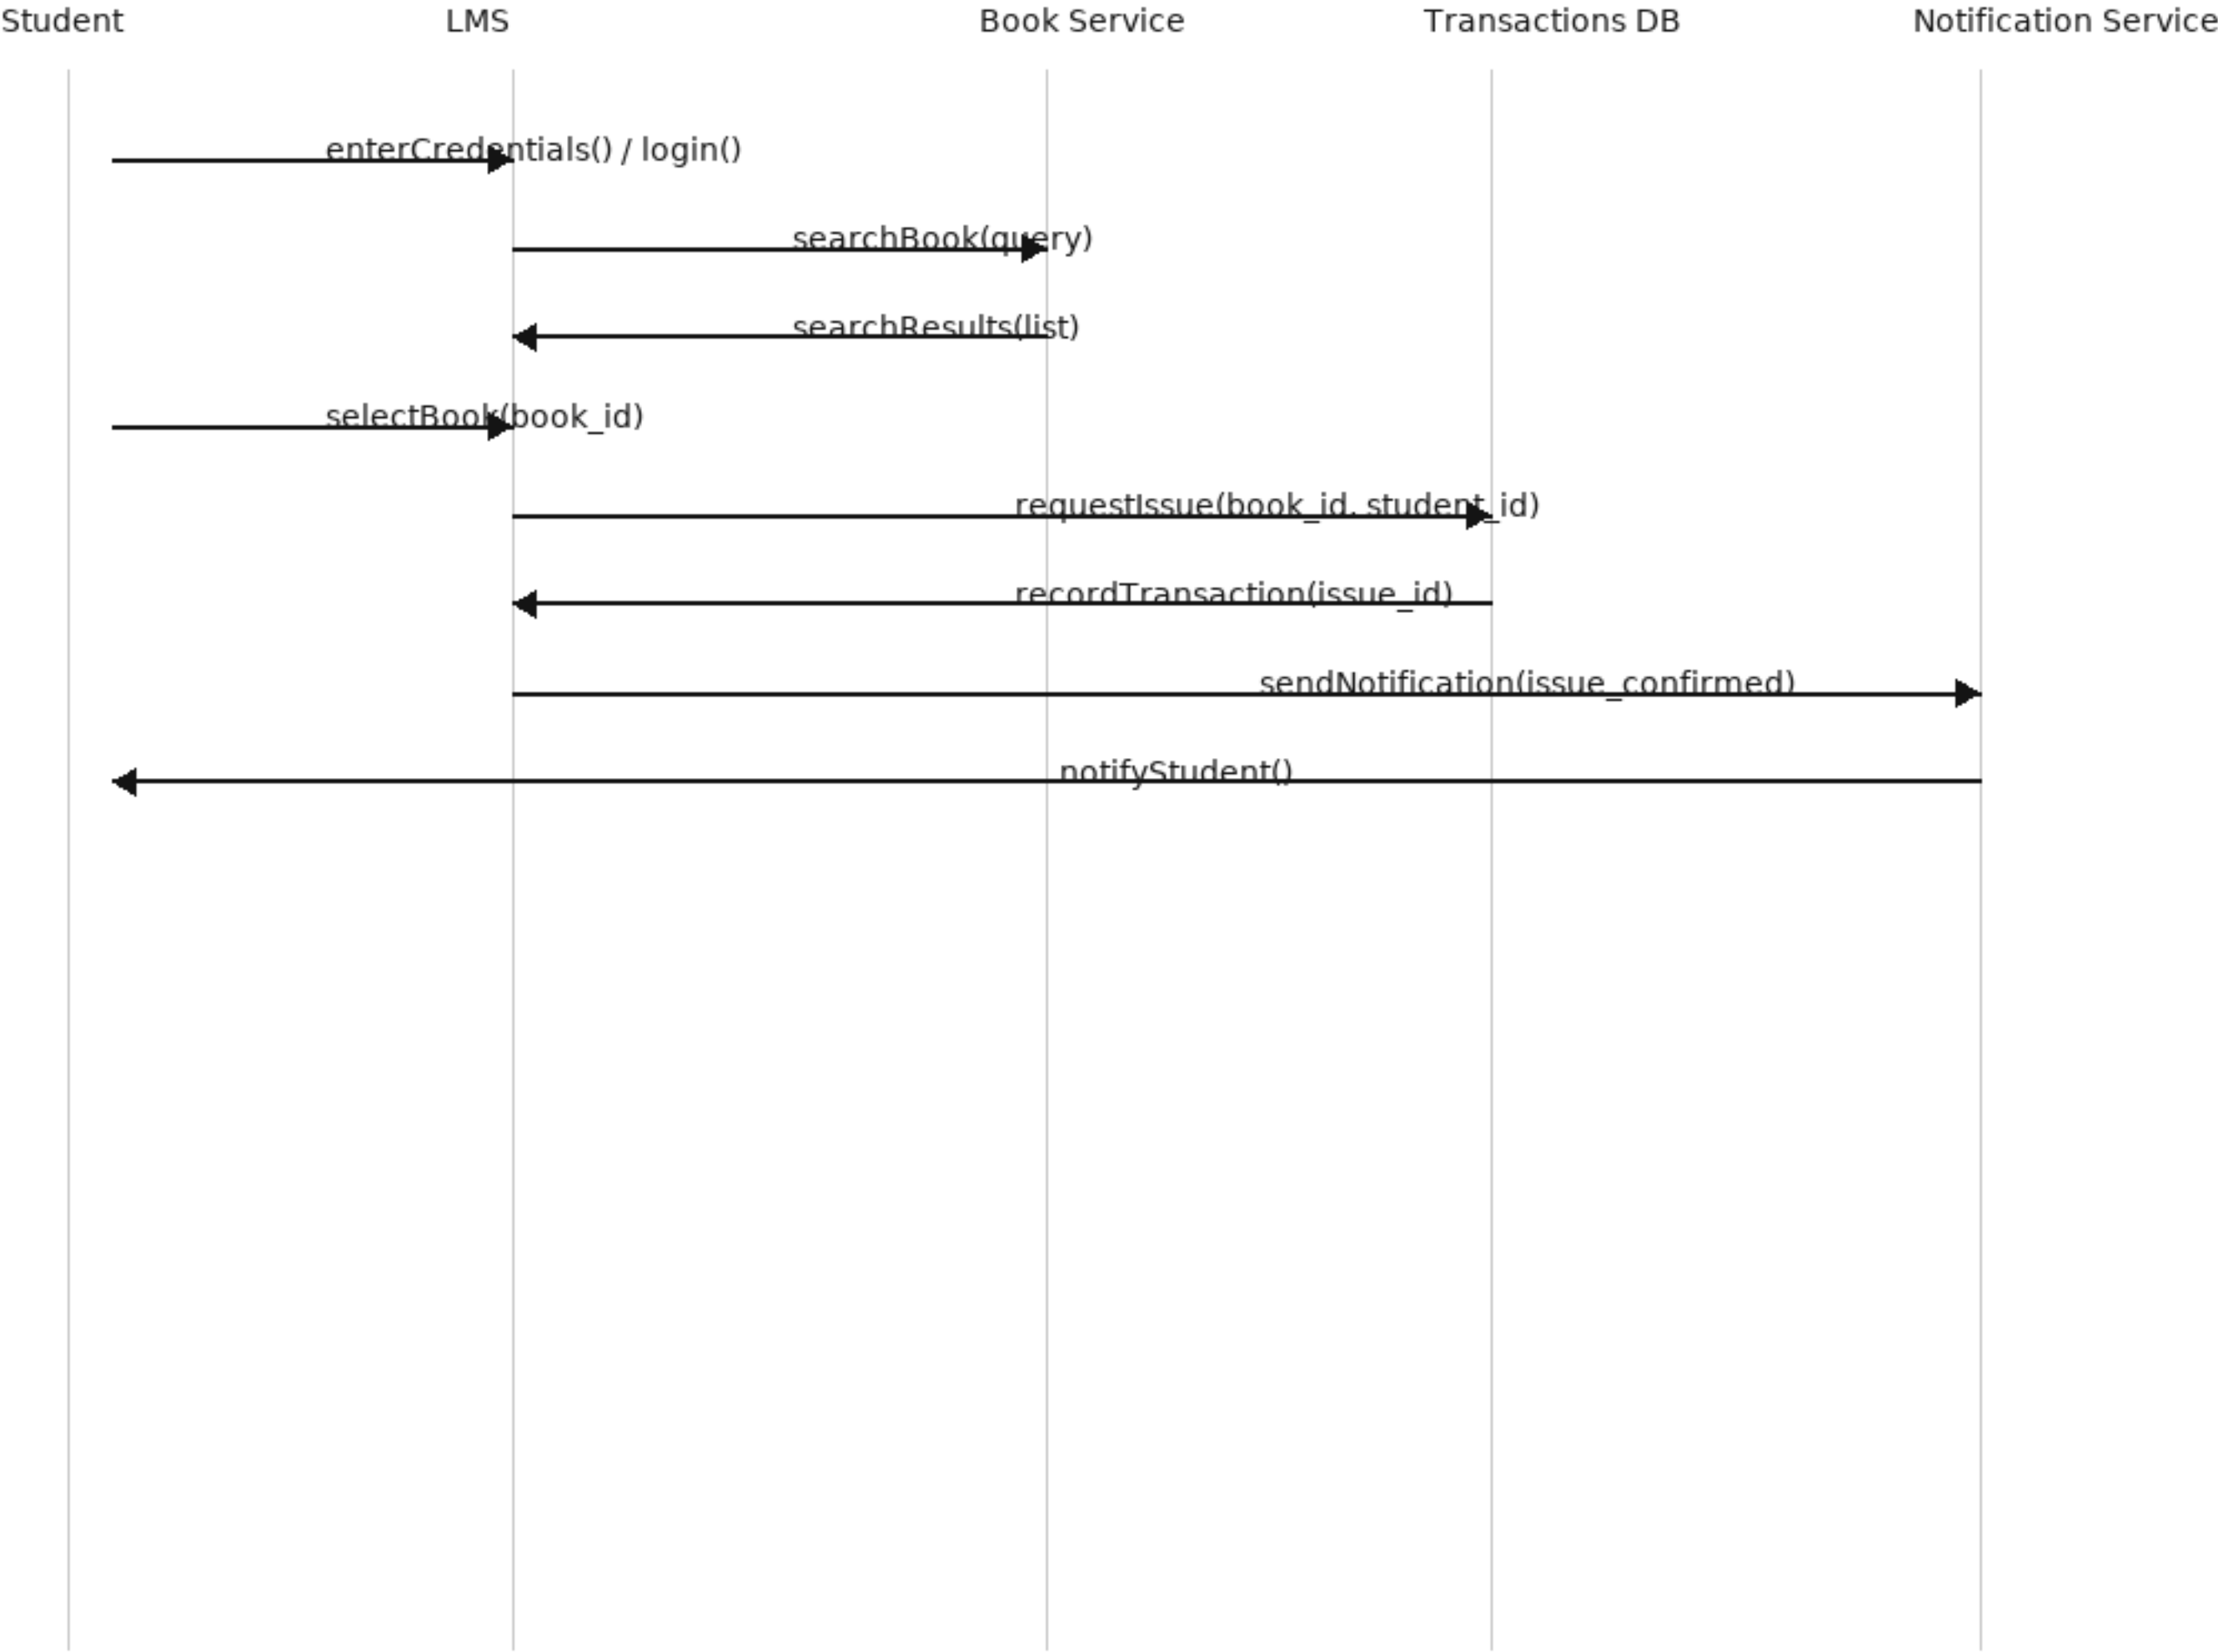 Student LMS Book Service Transactions DB Notification Service
enterCredentials() / login()
searchBook(query)
searchResults(list)
selectBook(book_id)
requestIssue(book_id, student_id)
recordTransaction(issue_id)
sendNotification(issue_confirmed)
notifyStudent()